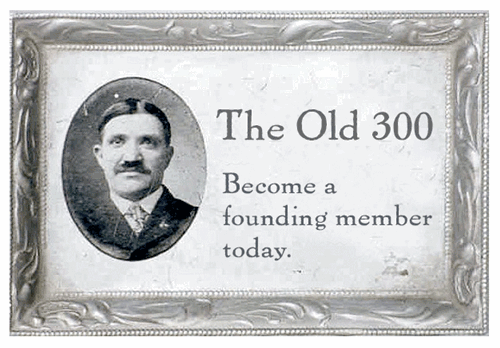 The Old 300
Become a
founding member
today.